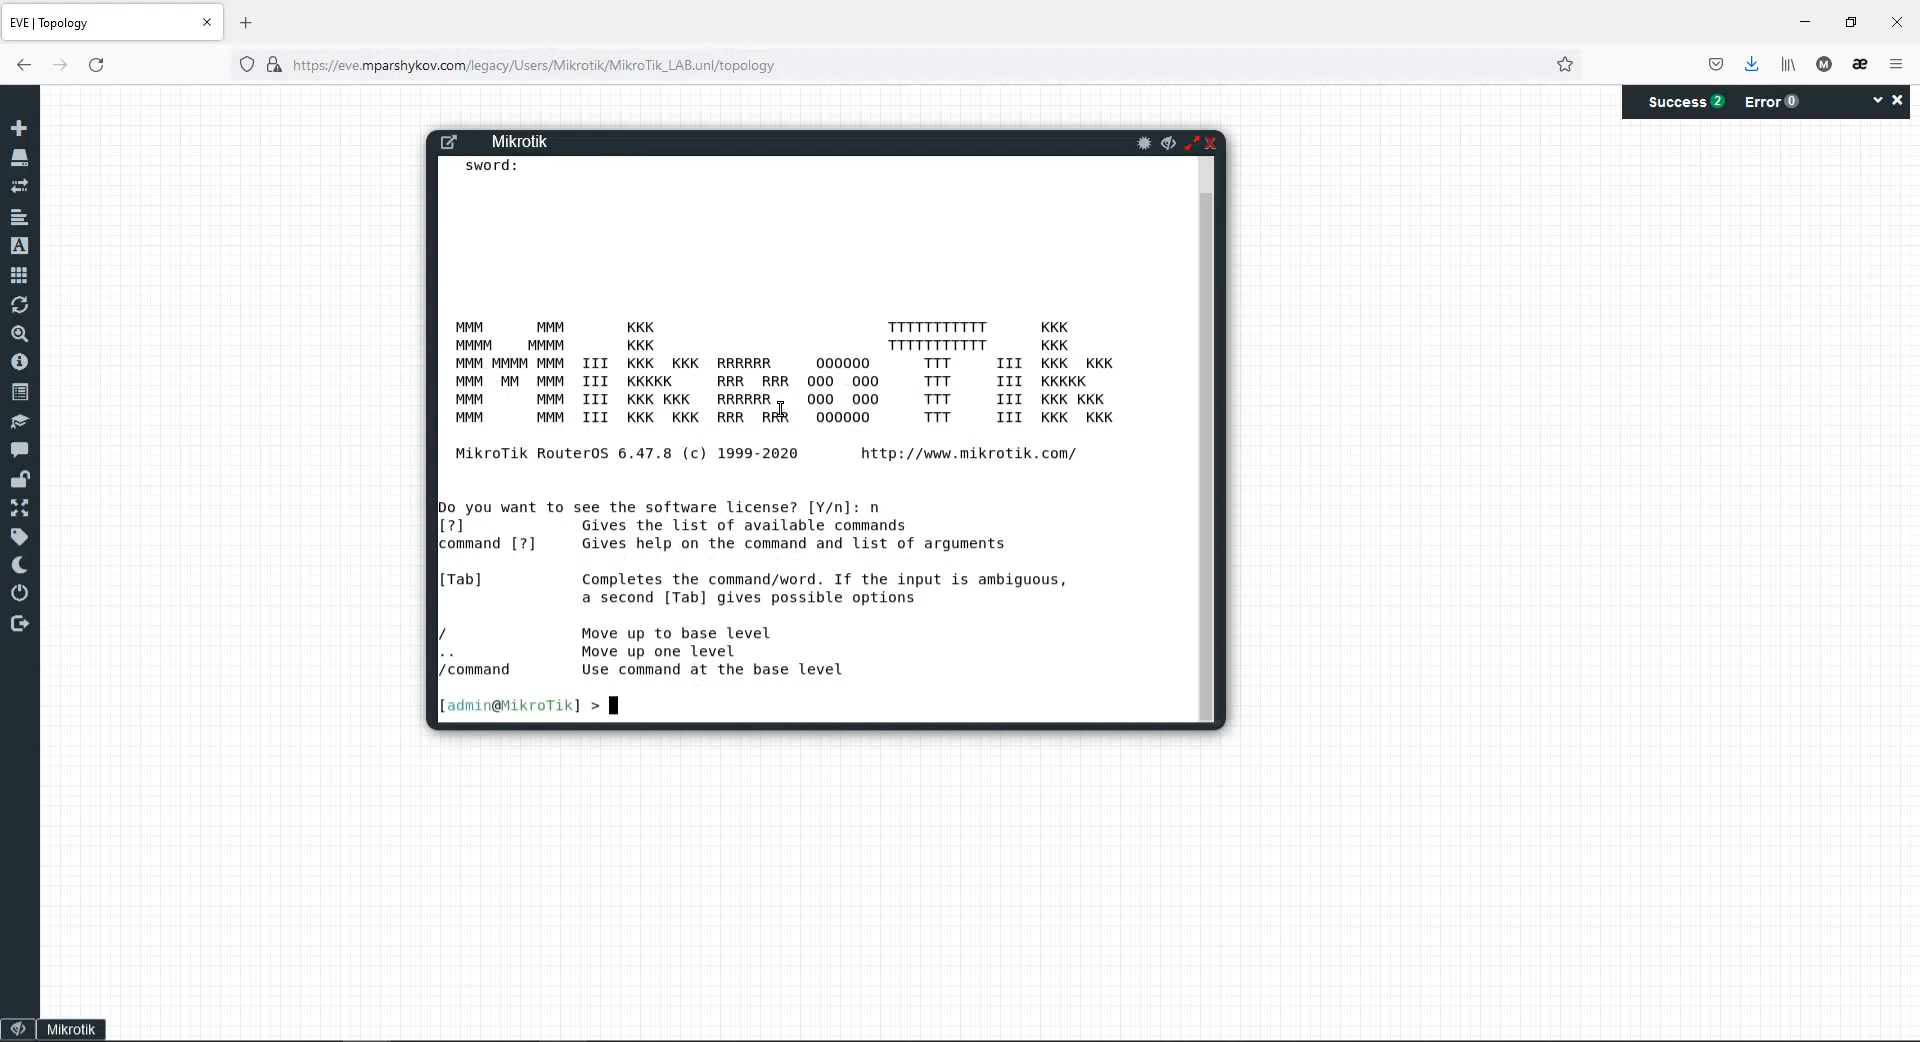 EVE | Topology
https://eve.mparshykov.com/legacy/Users/Mikrotik/MikroTik_LAB.unl/topology
M
æ
Success 2 Error 0
Mikrotik
sword:
MMM      MMM       KKK                          TTTTTTTTTTT      KKK
MMMM    MMMM       KKK                          TTTTTTTTTTT      KKK
MMM MMMM MMM  III  KKK  KKK  RRRRRR     OOOOOO      TTT     III  KKK  KKK
MMM  MM  MMM  III  KKKKK     RRR  RRR  OOO  OOO     TTT     III  KKKKK
MMM      MMM  III  KKK KKK   RRRRRR    OOO  OOO     TTT     III  KKK KKK
MMM      MMM  III  KKK  KKK  RRR  RRR   OOOOOO      TTT     III  KKK  KKK
MikroTik RouterOS 6.47.8 (c) 1999-2020       http://www.mikrotik.com/
Do you want to see the software license? [Y/n]: n
[?]             Gives the list of available commands
command [?]     Gives help on the command and list of arguments
[Tab]           Completes the command/word. If the input is ambiguous,
a second [Tab] gives possible options
/               Move up to base level
..              Move up one level
/command        Use command at the base level
[admin@MikroTik] >
A
Mikrotik